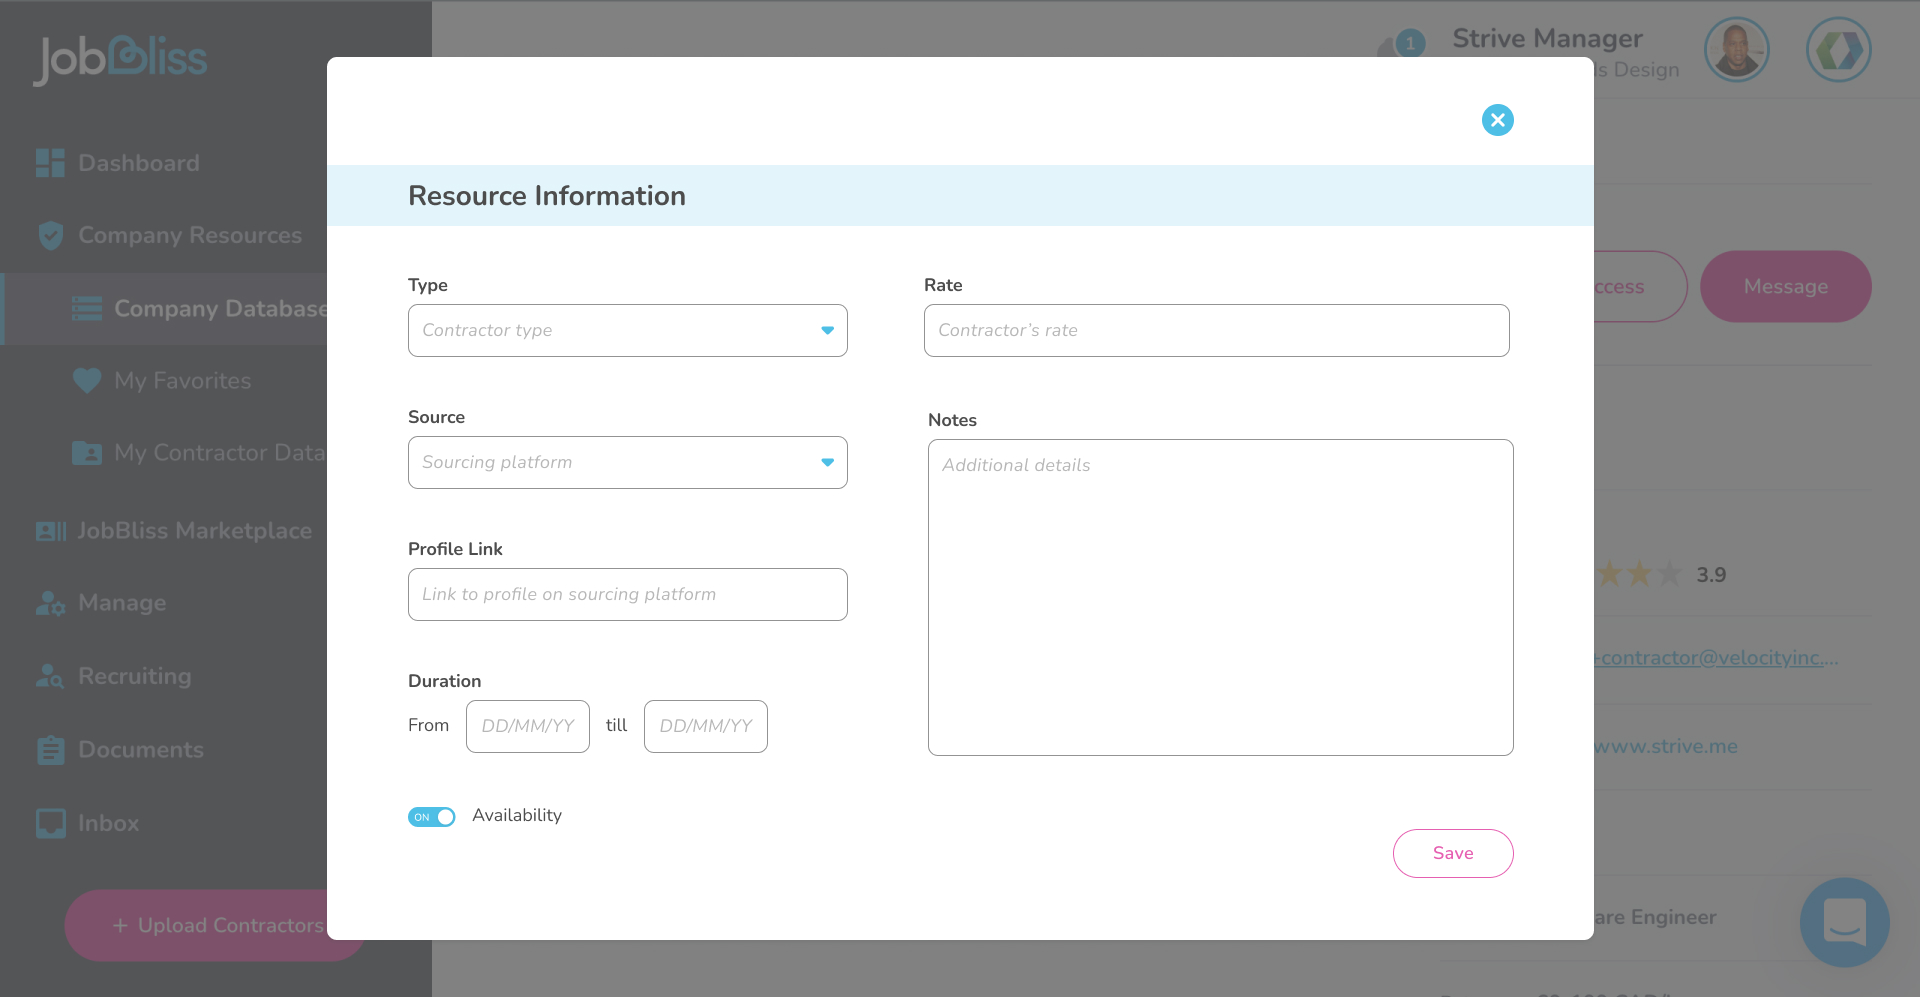 JobBliss
Dashboard
Company Resources
Company Database
My Favorites
My Contractor Data
JobBliss Marketplace
Manage
Recruiting
Documents
Inbox
+ Upload Contractors
1
Strive Manager
ds Design
Resource Information
Type
Contractor type
Rate
Contractor's rate
Source
Sourcing platform
Notes
Additional details
Profile Link
Link to profile on sourcing platform
Duration
From DD/MM/YY till DD/MM/YY
ON Availability
Save
ccess
Message
3.9
+contractor@velocityinc....
www.strive.me
are Engineer